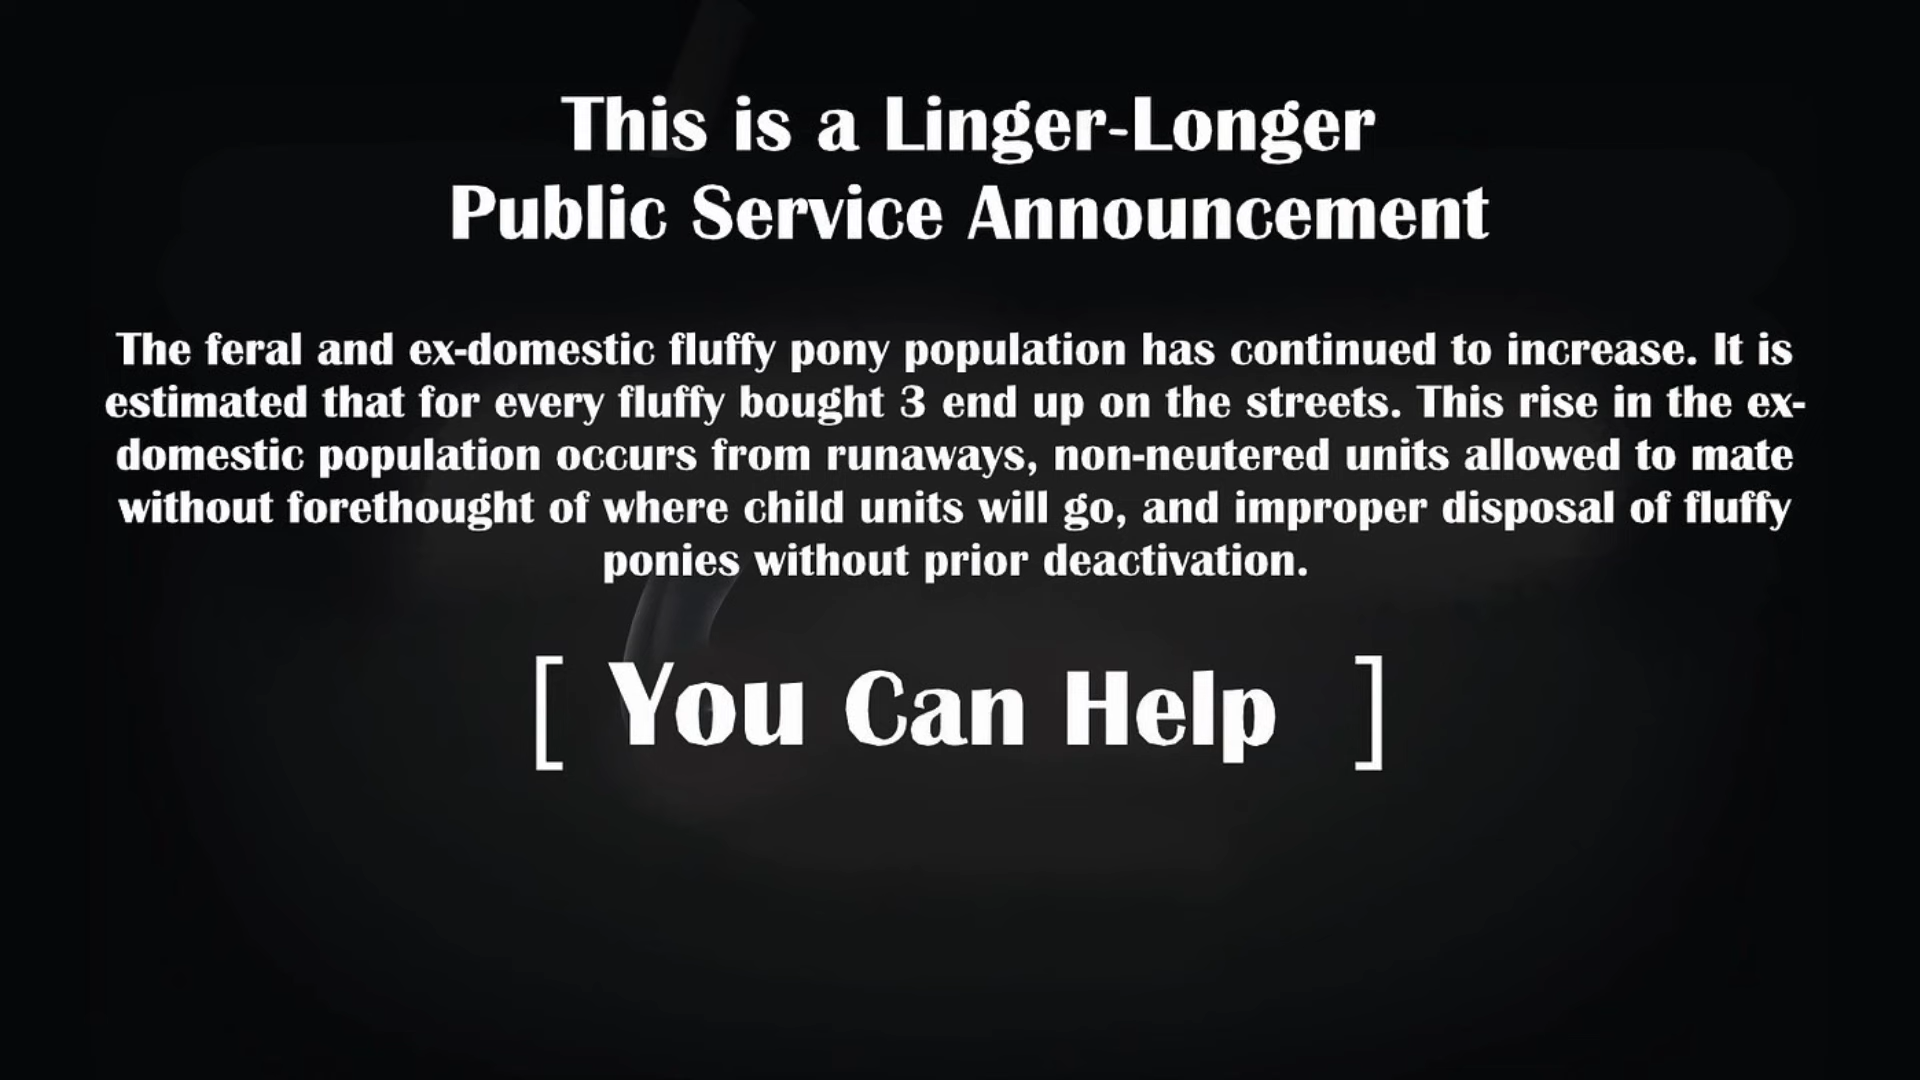 This is a Linger-Longer
Public Service Announcement
The feral and ex-domestic fluffy pony population has continued to increase. It is
estimated that for every fluffy bought 3 end up on the streets. This rise in the ex-
domestic population occurs from runaways, non-neutered units allowed to mate
without forethought of where child units will go, and improper disposal of fluffy
ponies without prior deactivation.
[ You Can Help ]